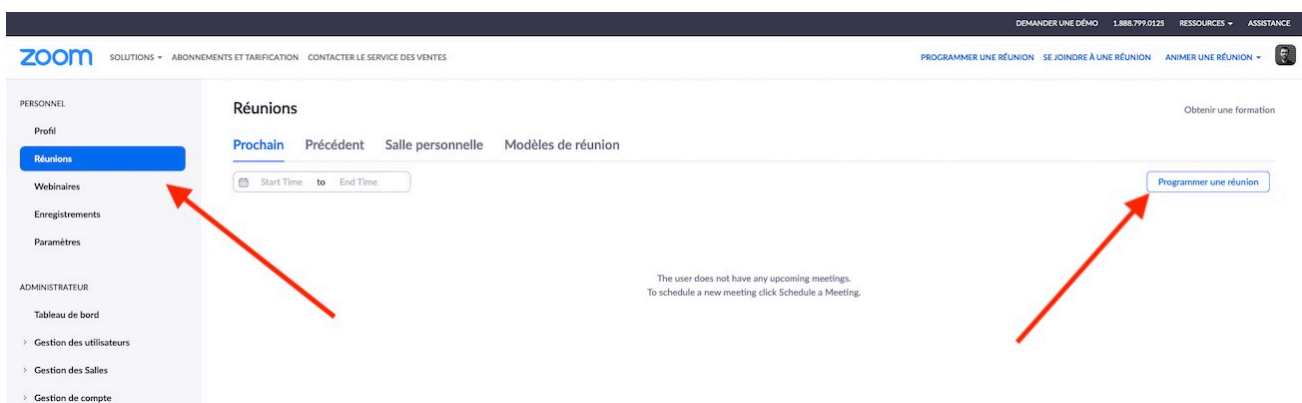 DEMANDER UNE DÉMO 1.888.799.0125 RESSOURCES ASSISTANCE
zoom SOLUTIONS ABONNEMENTS ET TARIFICATION CONTACTER LE SERVICE DES VENTES PROGRAMMER UNE RÉUNION SE JOINDRE À UNE RÉUNION ANIMER UNE RÉUNION
PERSONNEL
Profil
Réunions
Webinaires
Enregistrements
Paramètres
ADMINISTRATEUR
Tableau de bord
Gestion des utilisateurs
Gestion des Salles
Gestion de compte
Réunions
Obtenir une formation
Prochain Précédent Salle personnelle Modèles de réunion
Start Time to End Time
Programmer une réunion
The user does not have any upcoming meetings.
To schedule a new meeting click Schedule a Meeting.